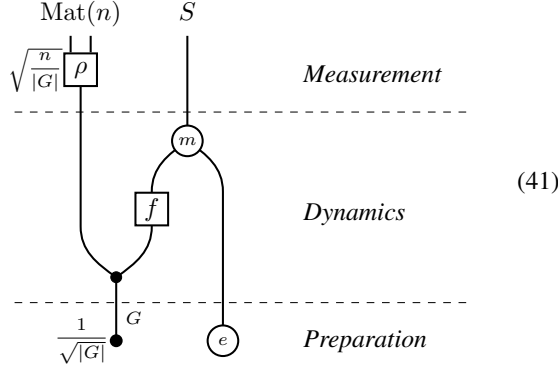 Mat(n) S
√(n/|G|) ρ Measurement
m
(41)
f Dynamics
G
1/√|G| e Preparation